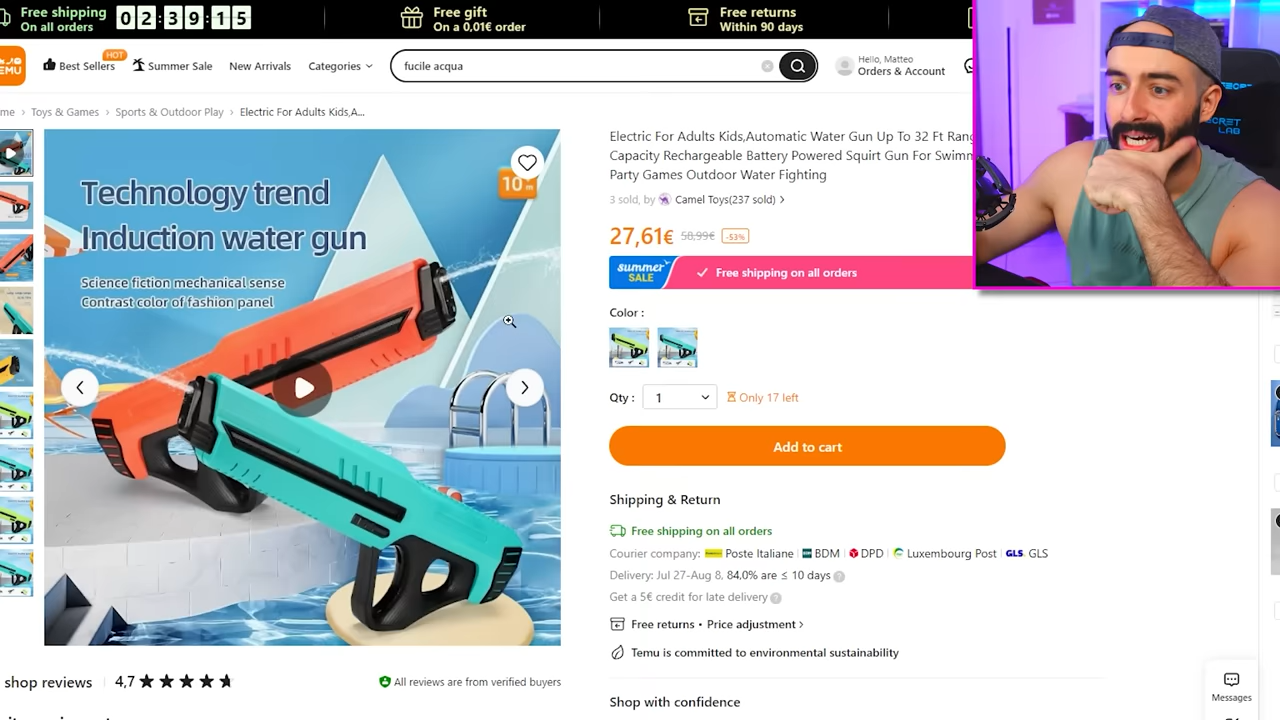 Free shipping
On all orders
02:39:15
Free gift
On a 0,01€ order
Free returns
Within 90 days
EMU
Best Sellers
HOT
Summer Sale
New Arrivals
Categories
fucile acqua
Hello, Matteo
Orders & Account
me > Toys & Games > Sports & Outdoor Play > Electric For Adults Kids,A...
Technology trend
Induction water gun
Science fiction mechanical sense
Contrast color of fashion panel
10m
Electric For Adults Kids,Automatic Water Gun Up To 32 Ft Rang
Capacity Rechargeable Battery Powered Squirt Gun For Swimm
Party Games Outdoor Water Fighting
3 sold, by Camel Toys(237 sold) >
27,61€ 58,99€ -53%
summer
SALE
Free shipping on all orders
Color :
Qty : 1 Only 17 left
Add to cart
Shipping & Return
Free shipping on all orders
Courier company: Poste Italiane BDM DPD Luxembourg Post GLS. GLS
Delivery: Jul 27-Aug 8, 84,0% are ≤ 10 days ?
Get a 5€ credit for late delivery ?
Free returns • Price adjustment >
Temu is committed to environmental sustainability
shop reviews 4,7
All reviews are from verified buyers
Shop with confidence
Messages
SECRET
LAB